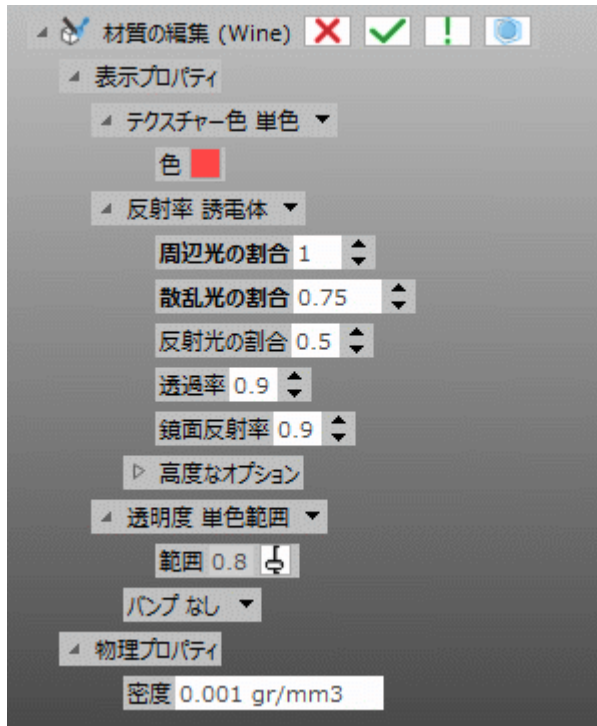 材質の編集 (Wine)
表示プロパティ
テクスチャー色 単色
色
反射率 誘電体
周辺光の割合 1
散乱光の割合 0.75
反射光の割合 0.5
透過率 0.9
鏡面反射率 0.9
高度なオプション
透明度 単色範囲
範囲 0.8
バンプ なし
物理プロパティ
密度 0.001 gr/mm3